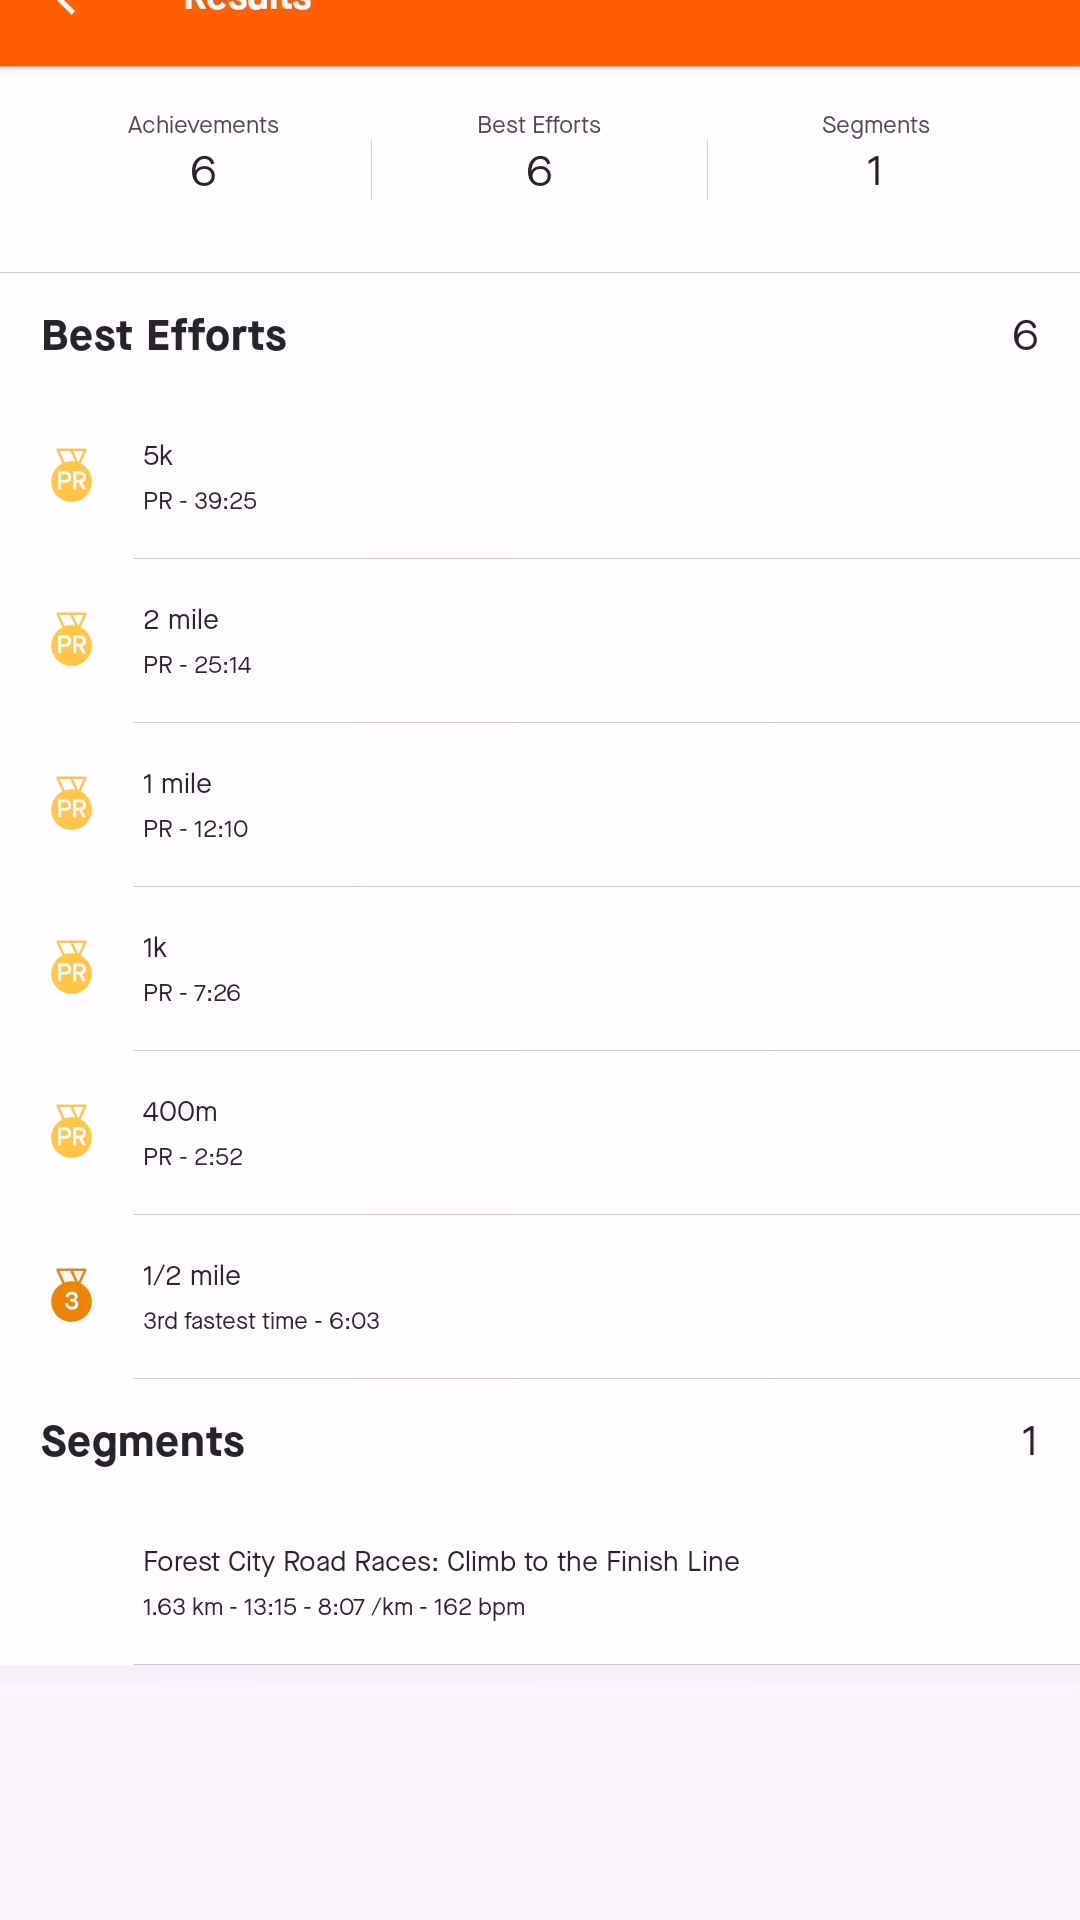 Results
Achievements
6
Best Efforts
6
Segments
1
Best Efforts
6
PR
5k
PR - 39:25
PR
2 mile
PR - 25:14
PR
1 mile
PR - 12:10
PR
1k
PR - 7:26
PR
400m
PR - 2:52
3
1/2 mile
3rd fastest time - 6:03
Segments
1
Forest City Road Races: Climb to the Finish Line
1.63 km - 13:15 - 8:07 /km - 162 bpm